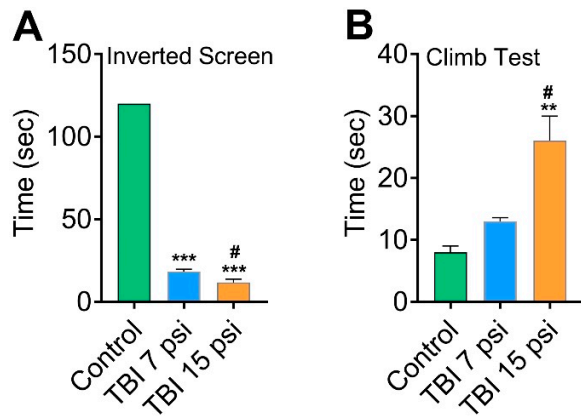 A
Inverted Screen
Time (sec)
150
100
50
0
***
#
***
Control
TBI 7 psi
TBI 15 psi
B
Climb Test
Time (sec)
40
30
20
10
0
#
**
Control
TBI 7 psi
TBI 15 psi